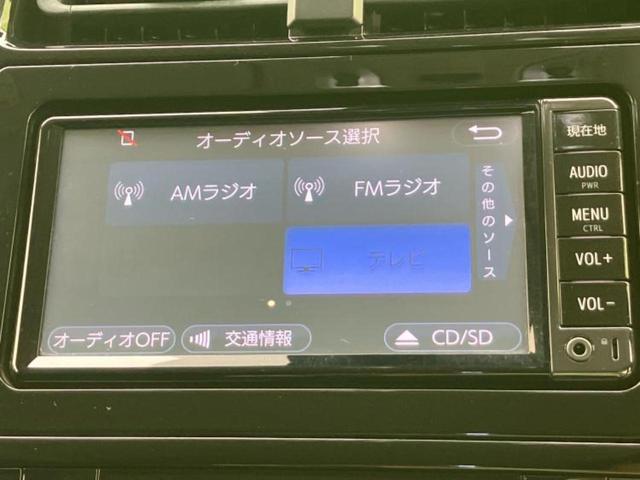 オーディオソース選択
AMラジオ
FMラジオ
テレビ
その他のソース
オーディオOFF
交通情報
CD/SD
現在地
AUDIO
PWR
MENU
CTRL
VOL+
VOL-